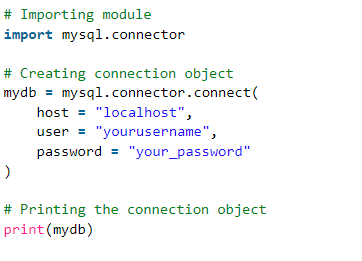 # Importing module
import mysql.connector

# Creating connection object
mydb = mysql.connector.connect(
    host = "localhost",
    user = "yourusername",
    password = "your_password"
)

# Printing the connection object
print(mydb)